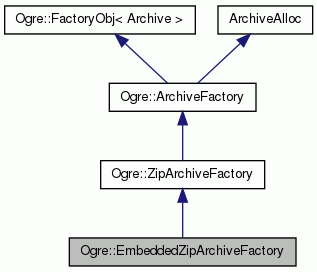 Ogre::FactoryObj< Archive >
ArchiveAlloc
Ogre::ArchiveFactory
Ogre::ZipArchiveFactory
Ogre::EmbeddedZipArchiveFactory